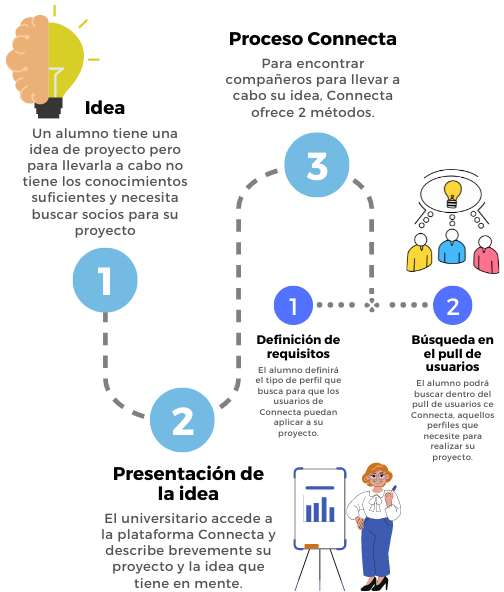 Idea
Un alumno tiene una
idea de proyecto pero
para llevarla a cabo no
tiene los conocimientos
suficientes y necesita
buscar socios para su
proyecto
1
2
Presentación de
la idea
El universitario accede a
la plataforma Connecta y
describe brevemente su
proyecto y la idea que
tiene en mente.
Proceso Connecta
Para encontrar
compañeros para llevar a
cabo su idea, Connecta
ofrece 2 métodos.
3
1
Definición de
requisitos
El alumno definirá
el tipo de perfil que
busca para que los
usuarios de
Connecta puedan
aplicar a su
proyecto.
2
Búsqueda en
el pull de
usuarios
El alumno podrá
buscar dentro del
pull de usuarios ce
Connecta, aquellos
perfiles que
necesite para
realizar su
proyecto.